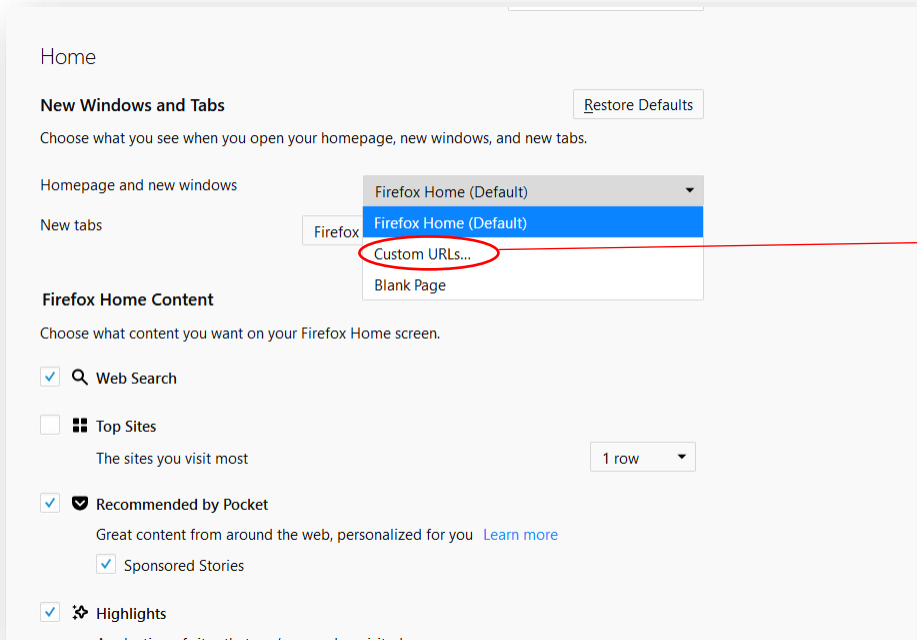 Home
New Windows and Tabs
Restore Defaults
Choose what you see when you open your homepage, new windows, and new tabs.
Homepage and new windows
Firefox Home (Default)
Firefox Home (Default)
New tabs
Firefox
Custom URLs...
Blank Page
Firefox Home Content
Choose what content you want on your Firefox Home screen.
Web Search
Top Sites
The sites you visit most
1 row
Recommended by Pocket
Great content from around the web, personalized for you Learn more
Sponsored Stories
Highlights